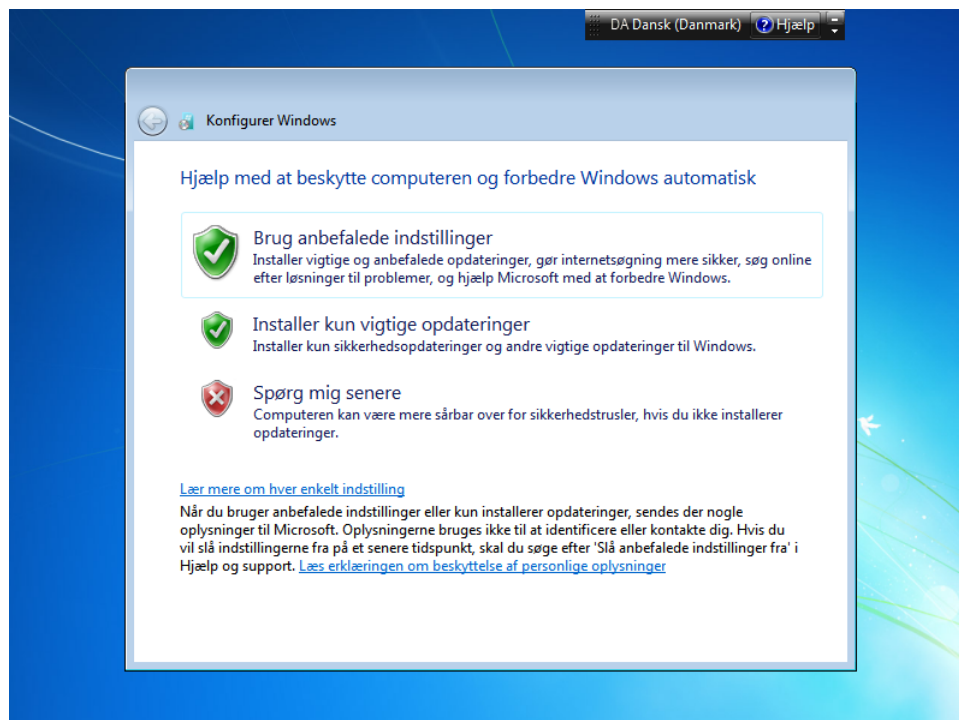 DA Dansk (Danmark) Hjælp
Konfigurer Windows
Hjælp med at beskytte computeren og forbedre Windows automatisk
Brug anbefalede indstillinger
Installer vigtige og anbefalede opdateringer, gør internetsøgning mere sikker, søg online
efter løsninger til problemer, og hjælp Microsoft med at forbedre Windows.
Installer kun vigtige opdateringer
Installer kun sikkerhedsopdateringer og andre vigtige opdateringer til Windows.
Spørg mig senere
Computeren kan være mere sårbar over for sikkerhedstrusler, hvis du ikke installerer
opdateringer.
Lær mere om hver enkelt indstilling
Når du bruger anbefalede indstillinger eller kun installerer opdateringer, sendes der nogle
oplysninger til Microsoft. Oplysningerne bruges ikke til at identificere eller kontakte dig. Hvis du
vil slå indstillingerne fra på et senere tidspunkt, skal du søge efter 'Slå anbefalede indstillinger fra' i
Hjælp og support. Læs erklæringen om beskyttelse af personlige oplysninger